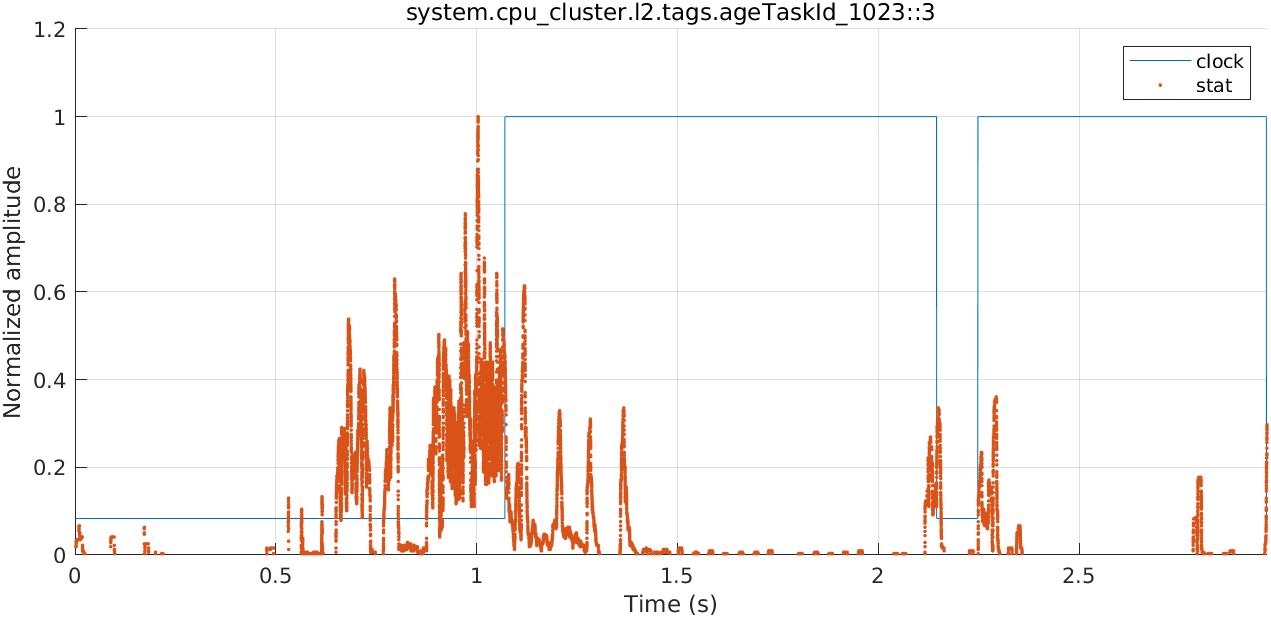 system.cpu_cluster.l2.tags.ageTaskId_1023::3
1.2
1
0.8
0.6
0.4
0.2
0
Normalized amplitude
clock
stat
0 0.5 1 1.5 2 2.5
Time (s)